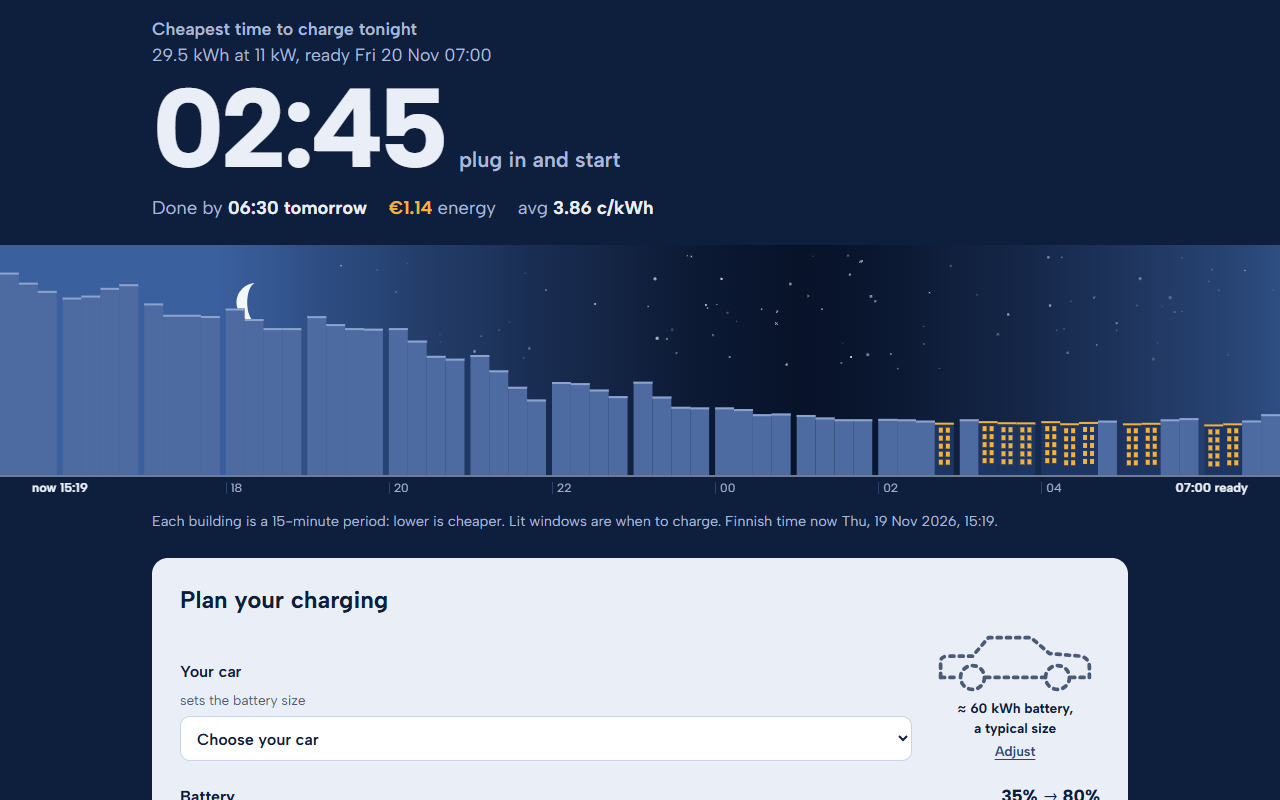 Cheapest time to charge tonight
29.5 kWh at 11 kW, ready Fri 20 Nov 07:00
02:45 plug in and start
Done by 06:30 tomorrow €1.14 energy avg 3.86 c/kWh
now 15:19 18 20 22 00 02 04 07:00 ready
Each building is a 15-minute period: lower is cheaper. Lit windows are when to charge. Finnish time now Thu, 19 Nov 2026, 15:19.
Plan your charging
Your car
sets the battery size
Choose your car
≈ 60 kWh battery,
a typical size
Adjust
Battery 35% → 80%